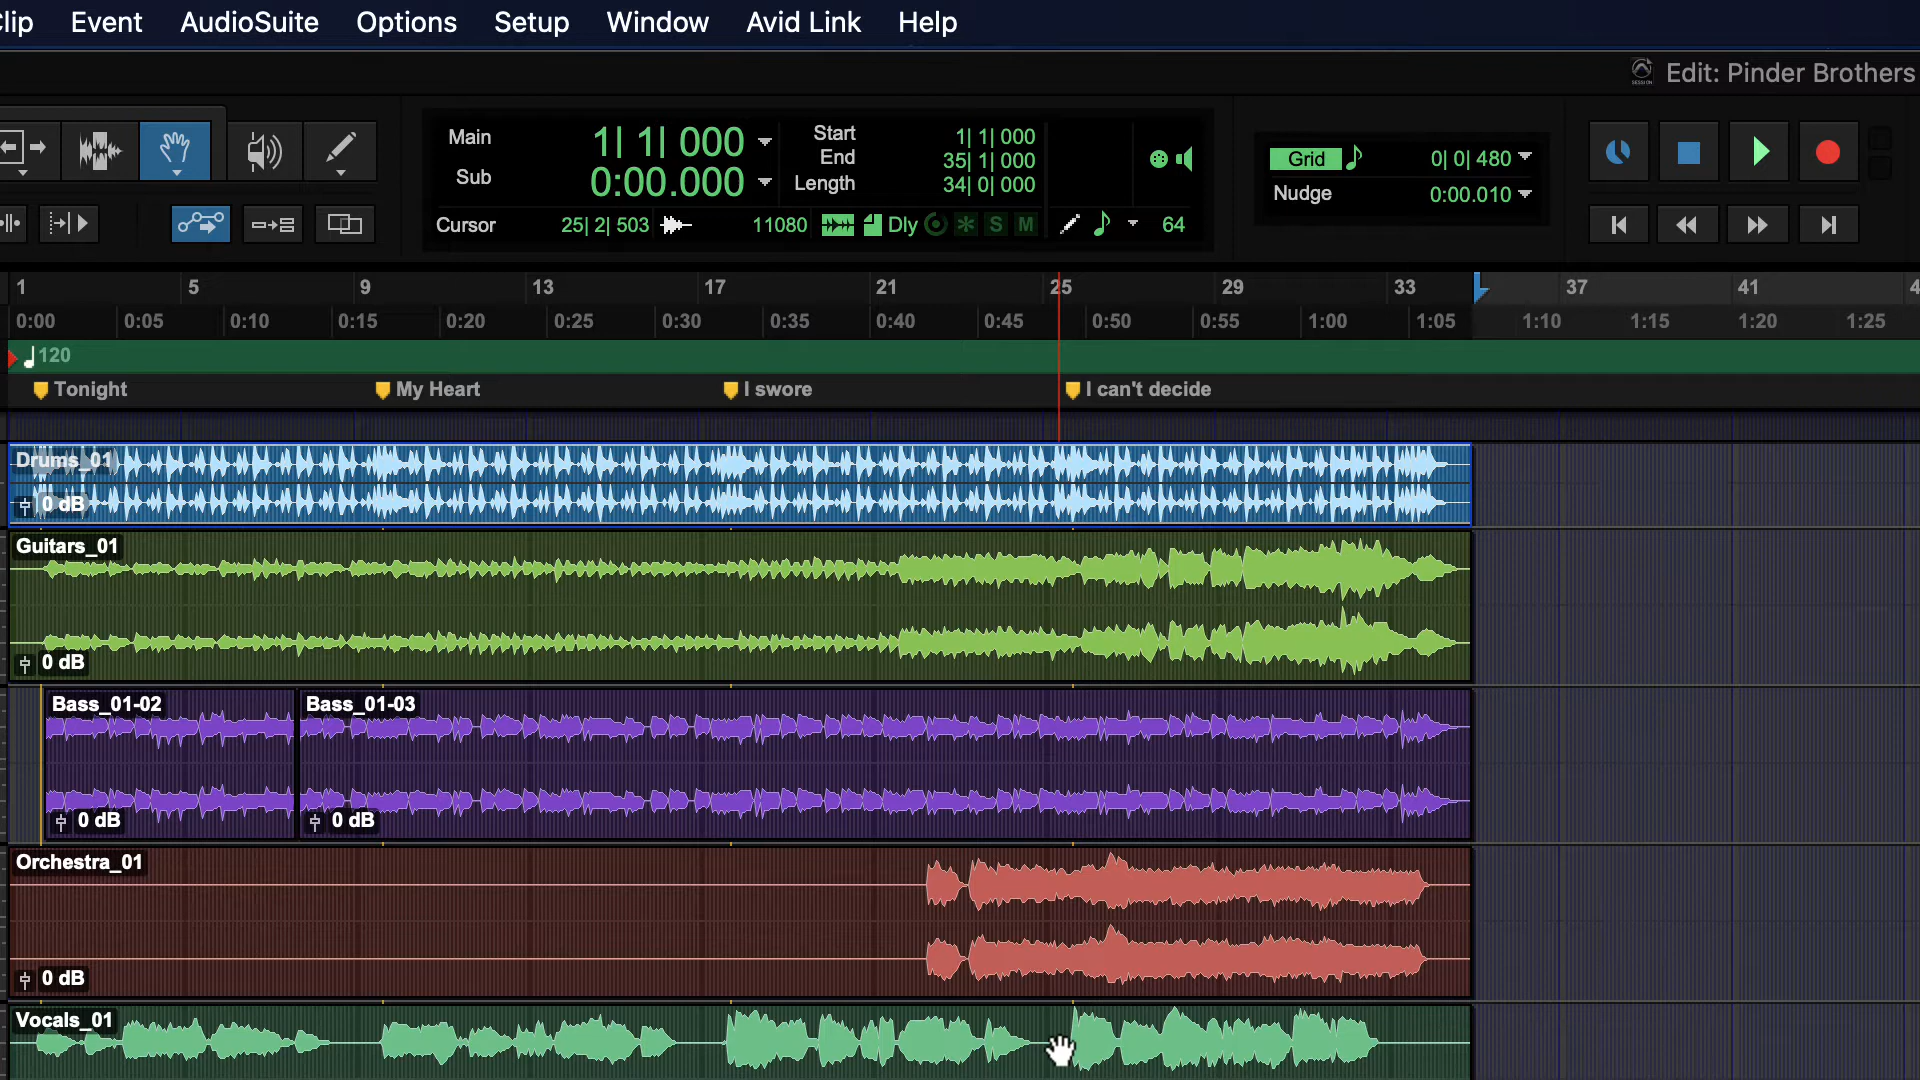 lip Event AudioSuite Options Setup Window Avid Link Help
Edit: Pinder Brothers
Main 1| 1| 000
Sub 0:00.000
Start 1| 1| 000
End 35| 1| 000
Length 34| 0| 000
Cursor 25| 2| 503 11080 Dly S M 64
Grid 0| 0| 480
Nudge 0:00.010
1 5 9 13 17 21 25 29 33 37 41 4
0:00 0:05 0:10 0:15 0:20 0:25 0:30 0:35 0:40 0:45 0:50 0:55 1:00 1:05 1:10 1:15 1:20 1:25
120
Tonight My Heart I swore I can't decide
Drums_01
0 dB
Guitars_01
0 dB
Bass_01-02 Bass_01-03
0 dB 0 dB
Orchestra_01
0 dB
Vocals_01